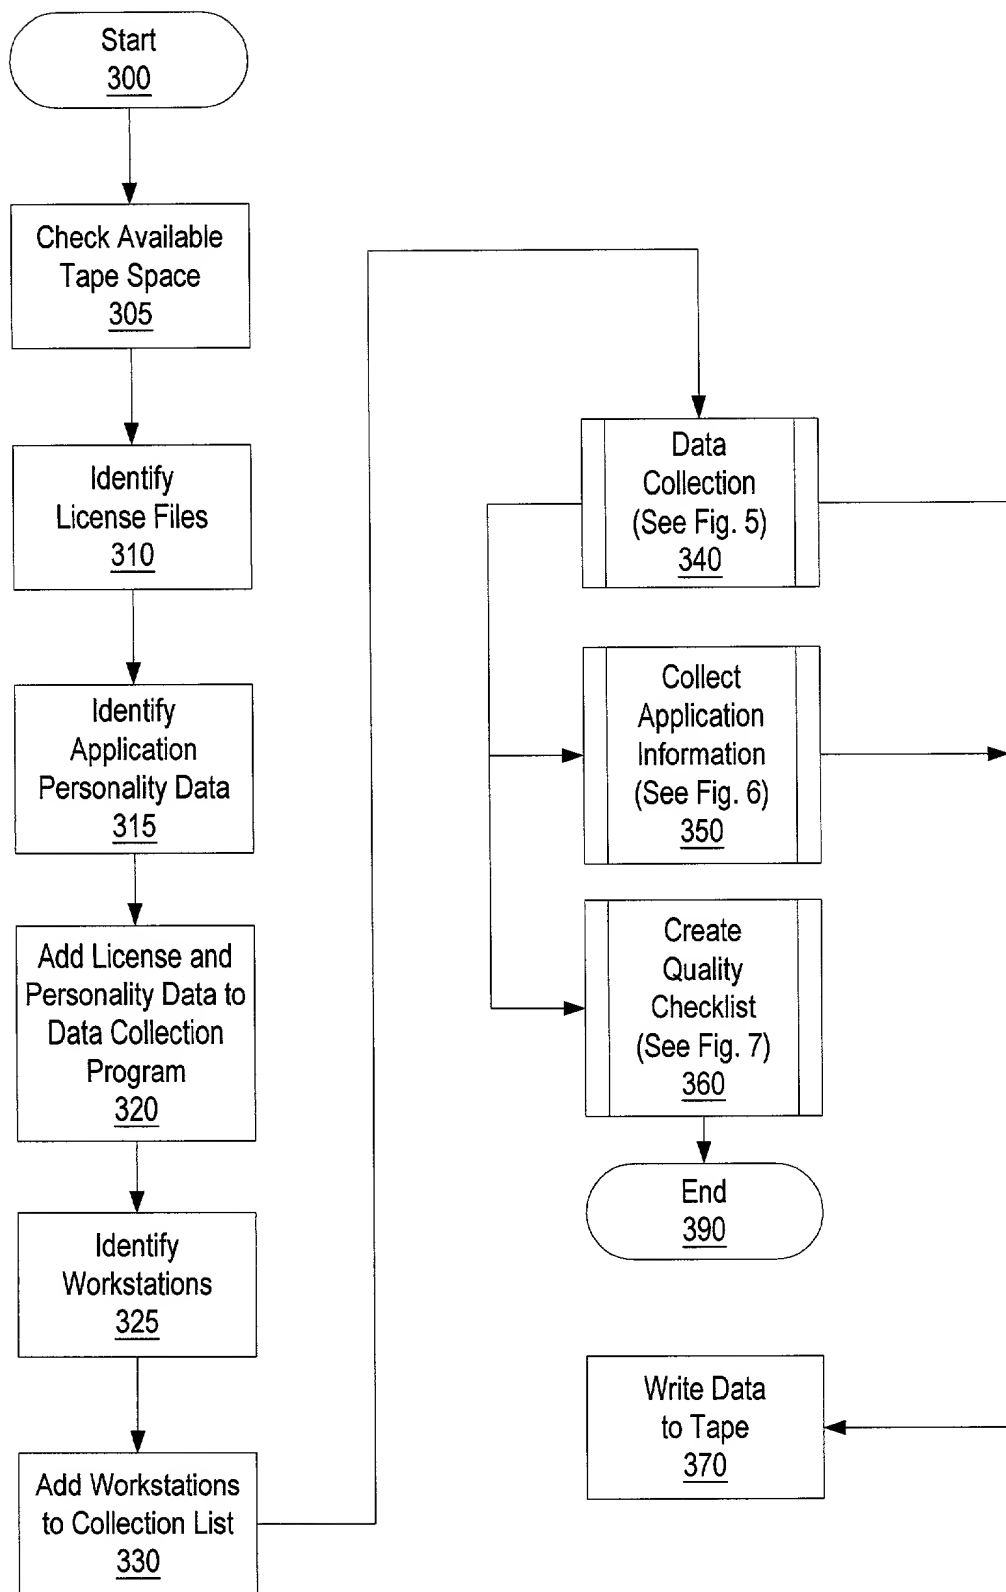 Start
300
Check Available
Tape Space
305
Identify
License Files
310
Identify
Application
Personality Data
315
Add License and
Personality Data to
Data Collection
Program
320
Identify
Workstations
325
Add Workstations
to Collection List
330
Data
Collection
(See Fig. 5)
340
Collect
Application
Information
(See Fig. 6)
350
Create
Quality
Checklist
(See Fig. 7)
360
End
390
Write Data
to Tape
370